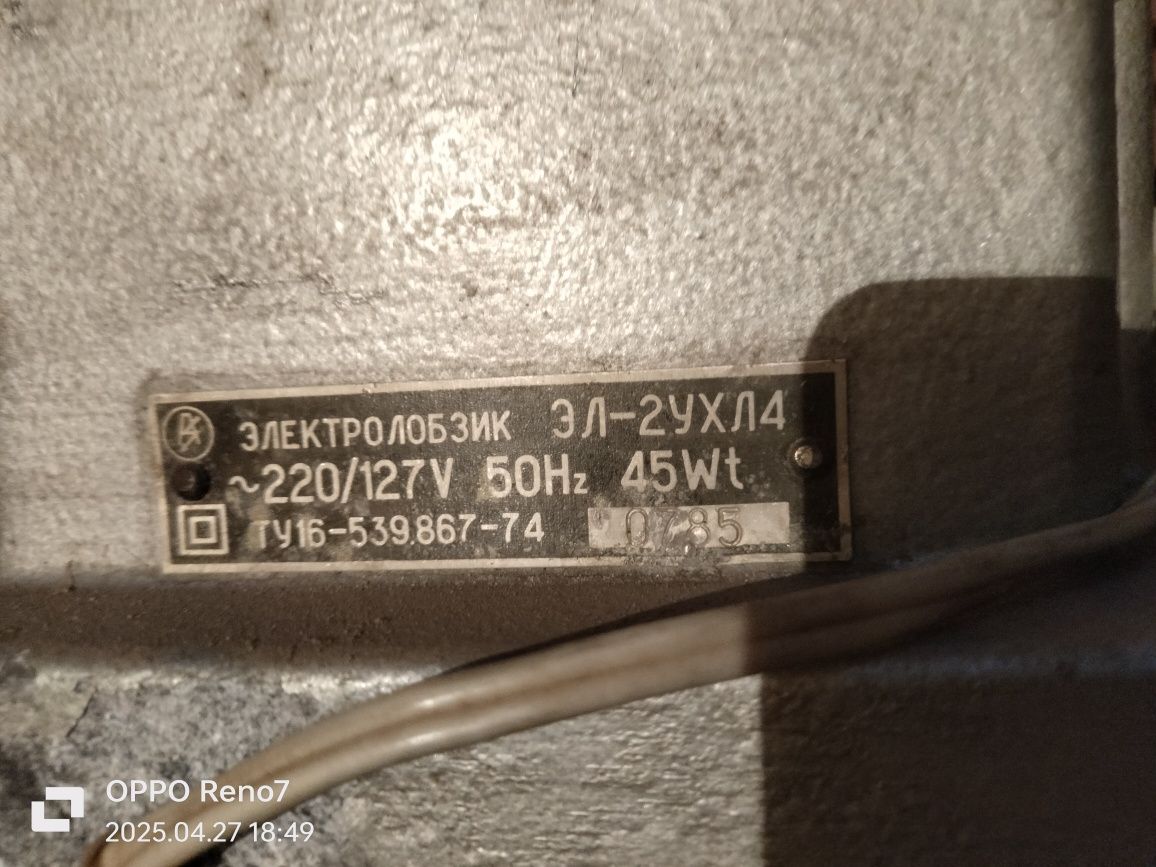 ЭЛЕКТРОЛОБЗИК ЭЛ-2УХЛ4
~220/127V 50Hz 45Wt
ТУ16-539.867-74 0785
OPPO Reno7
2025.04.27 18:49